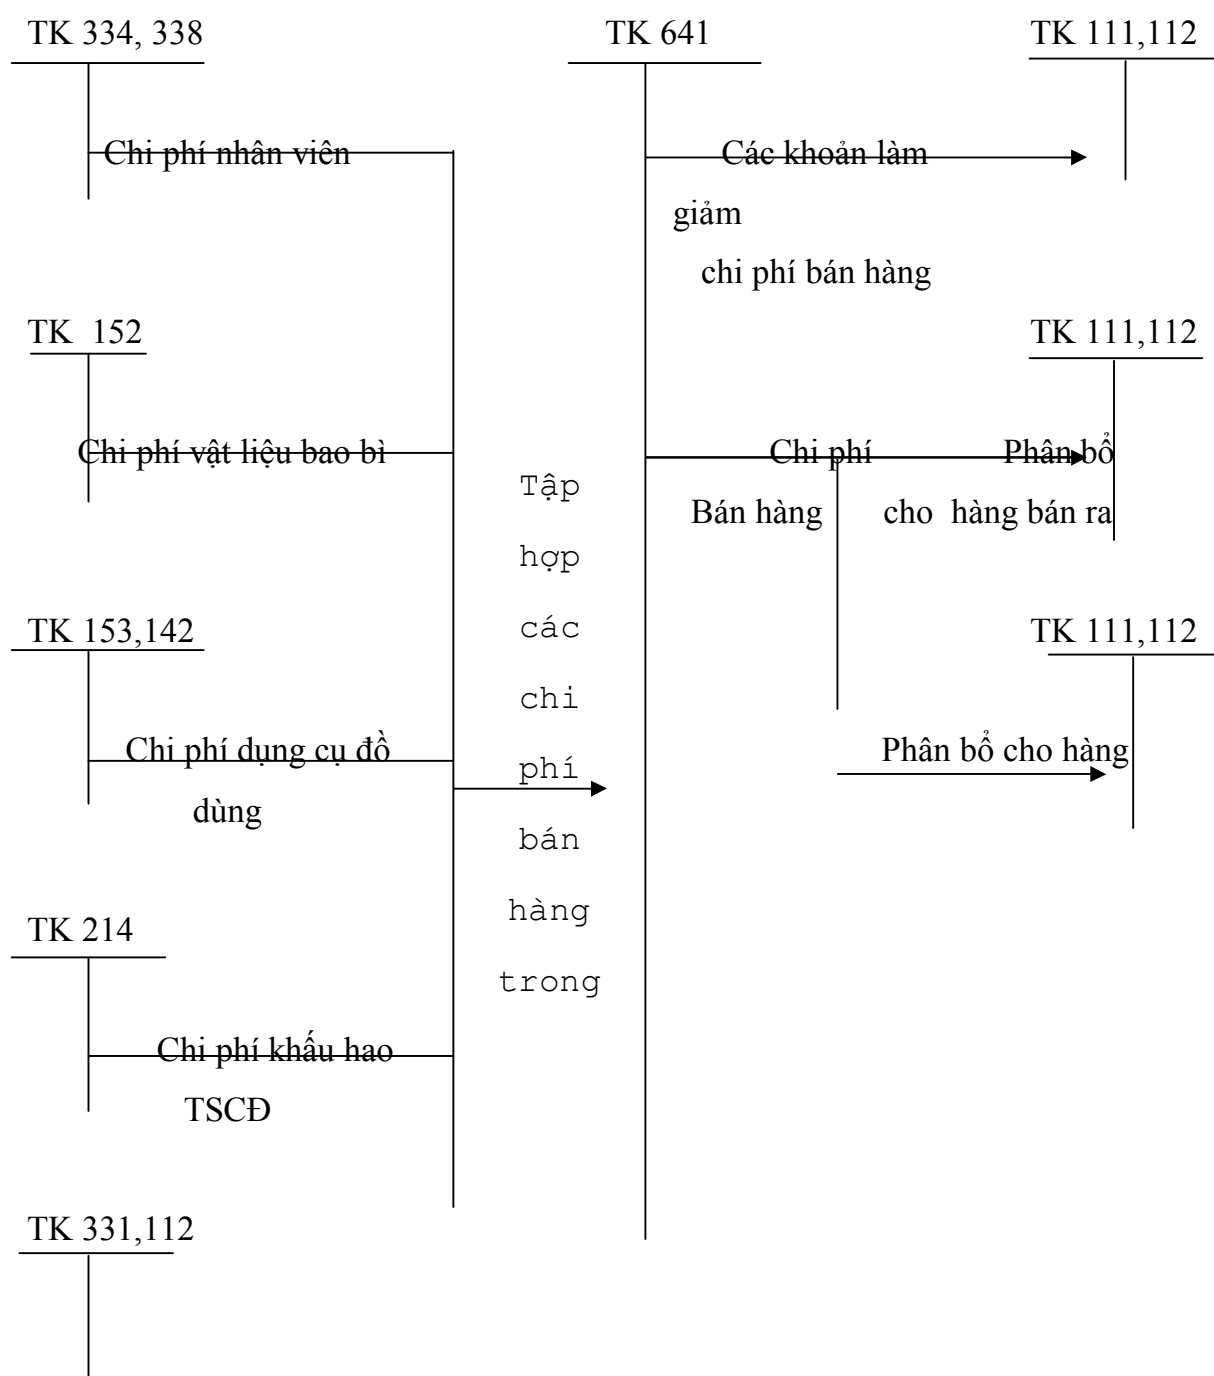 TK 334, 338
TK 641
TK 111,112
Chi phí nhân viên
Các khoản làm
giảm
chi phí bán hàng
TK 152
TK 111,112
Chi phí vật liệu bao bì
Chi phí
Phân bổ
Bán hàng
cho hàng bán ra
Tập
hợp
các
chi
phí
bán
hàng
trong
TK 153,142
TK 111,112
Chi phí dụng cụ đồ
dùng
Phân bổ cho hàng
TK 214
Chi phí khấu hao
TSCĐ
TK 331,112